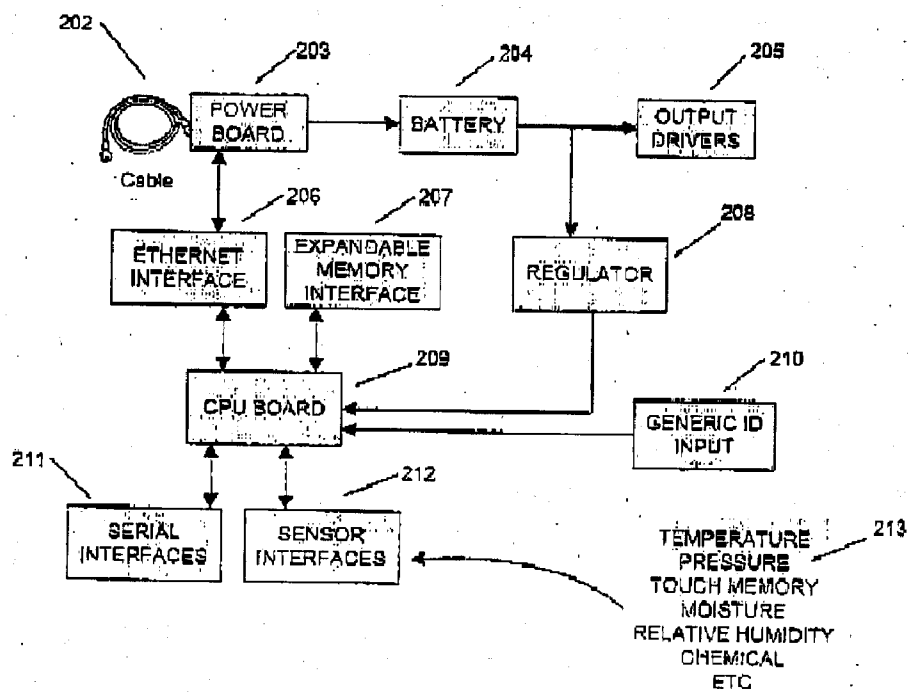 202
203
204
205
POWER
BOARD
BATTERY
OUTPUT
DRIVERS
Cable
206
207
208
ETHERNET
INTERFACE
EXPANDABLE
MEMORY
INTERFACE
REGULATOR
209
210
CPU BOARD
GENERIC ID
INPUT
211
212
213
SERIAL
INTERFACES
SENSOR
INTERFACES
TEMPERATURE
PRESSURE
TOUCH MEMORY
MOISTURE
RELATIVE HUMIDITY
CHEMICAL
ETC